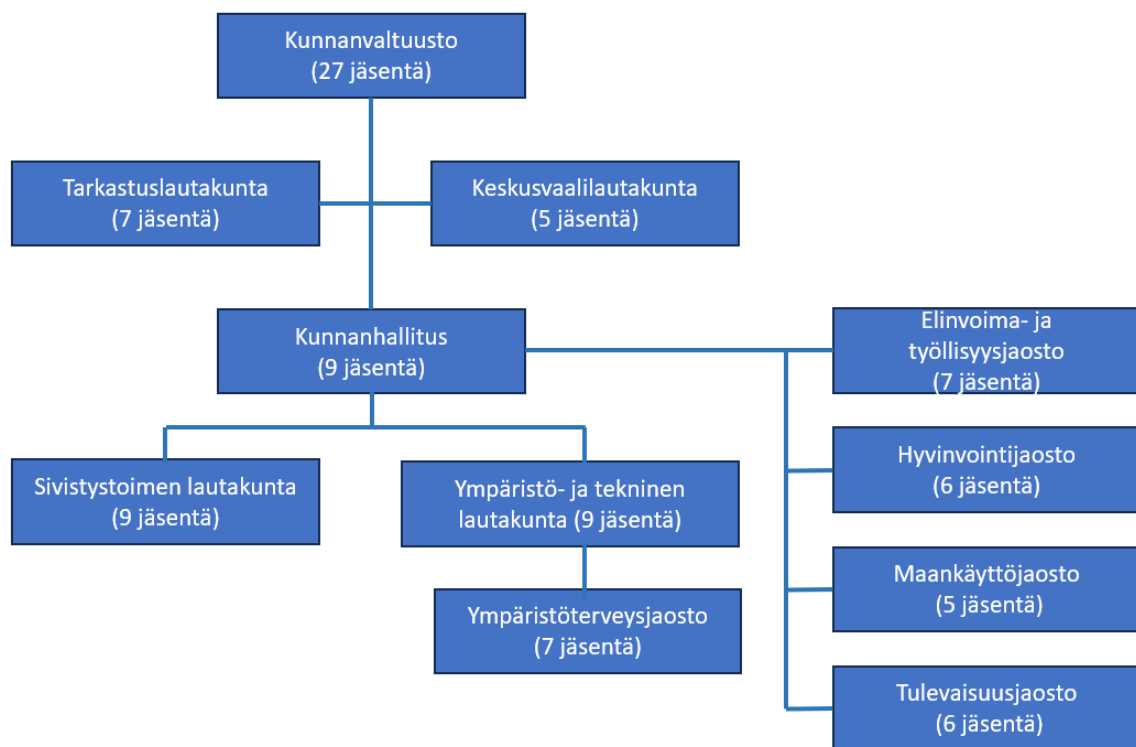 Kunnanvaltuusto
(27 jäsentä)
Tarkastuslautakunta
(7 jäsentä)
Keskusvaalilautakunta
(5 jäsentä)
Kunnanhallitus
(9 jäsentä)
Elinvoima- ja
työllisyysjaosto
(7 jäsentä)
Sivistystoimen lautakunta
(9 jäsentä)
Ympäristö- ja tekninen
lautakunta (9 jäsentä)
Hyvinvointijaosto
(6 jäsentä)
Ympäristöterveysjaosto
(7 jäsentä)
Maankäyttöjaosto
(5 jäsentä)
Tulevaisuusjaosto
(6 jäsentä)